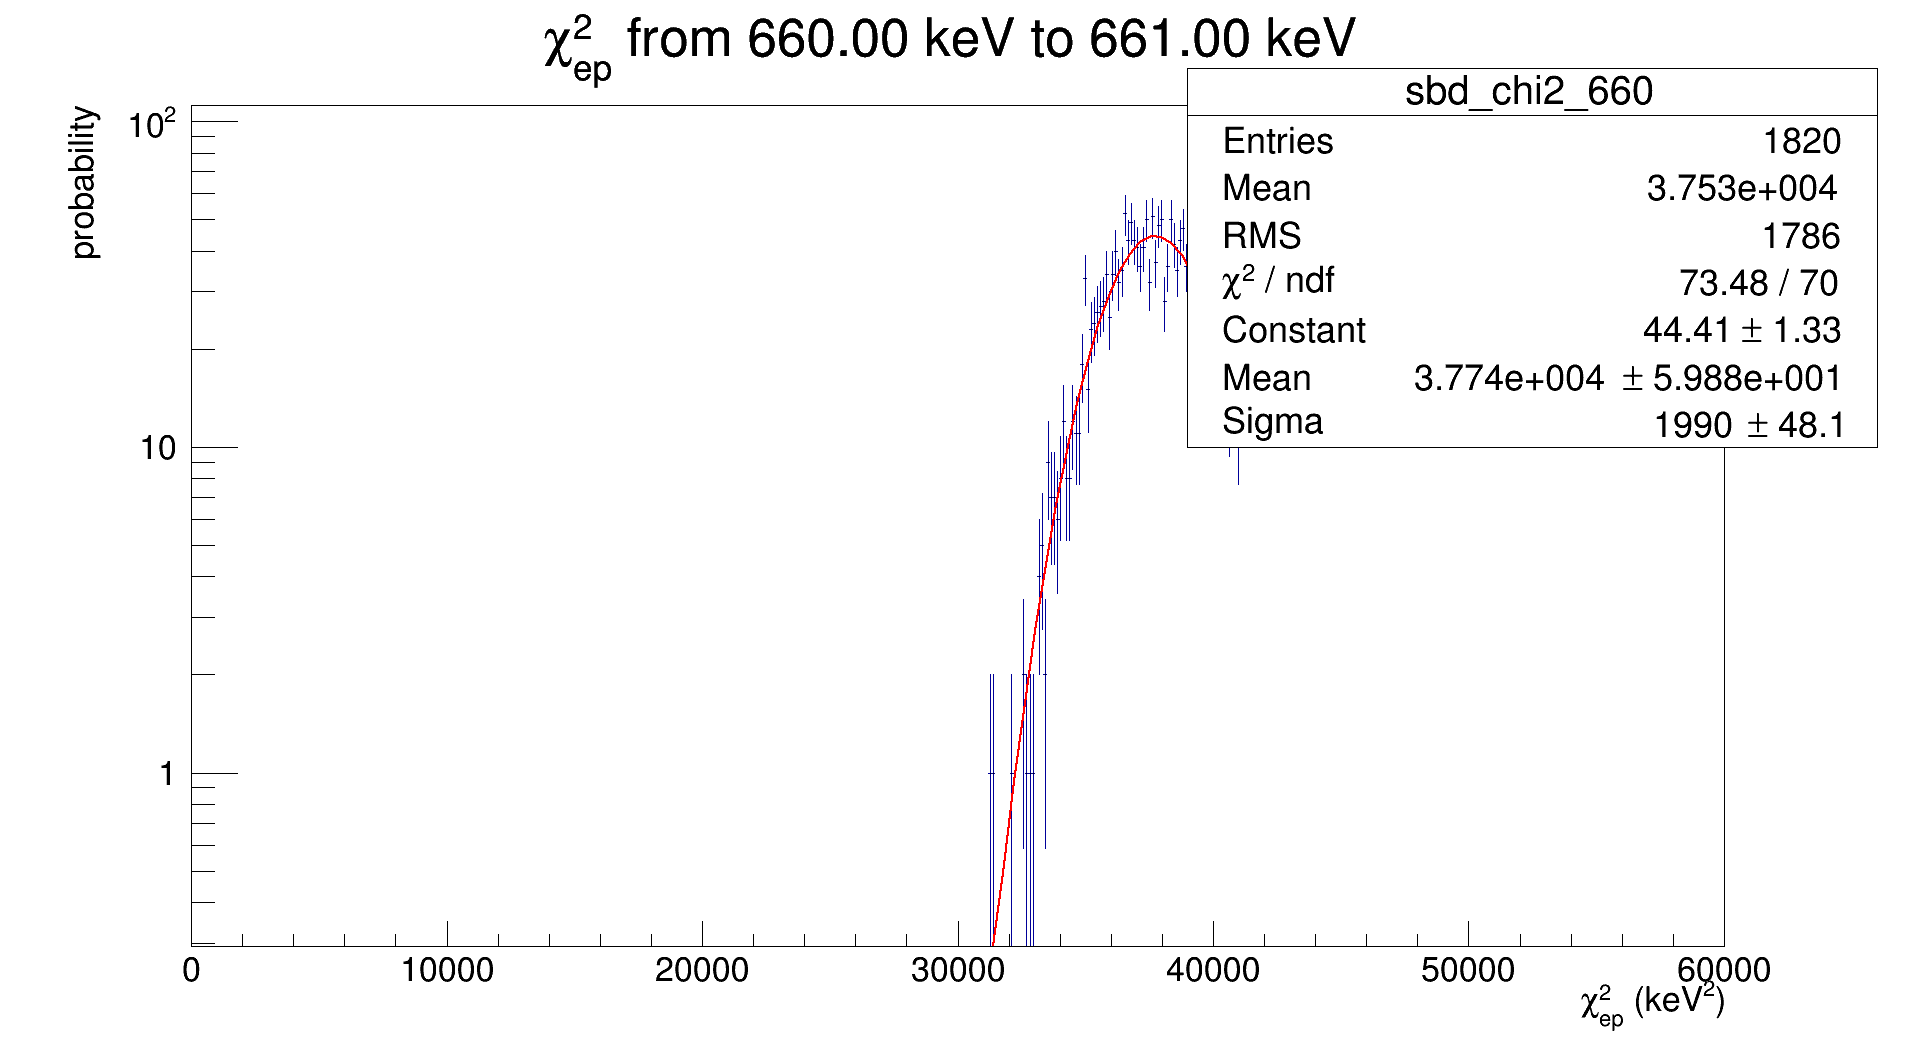 χ²ep from 660.00 keV to 661.00 keV
probability
sbd_chi2_660
Entries 1820
Mean 3.753e+004
RMS 1786
χ² / ndf 73.48 / 70
Constant 44.41 ± 1.33
Mean 3.774e+004 ± 5.988e+001
Sigma 1990 ± 48.1
10²
10
1
0 10000 20000 30000 40000 50000 60000
χ²ep (keV²)